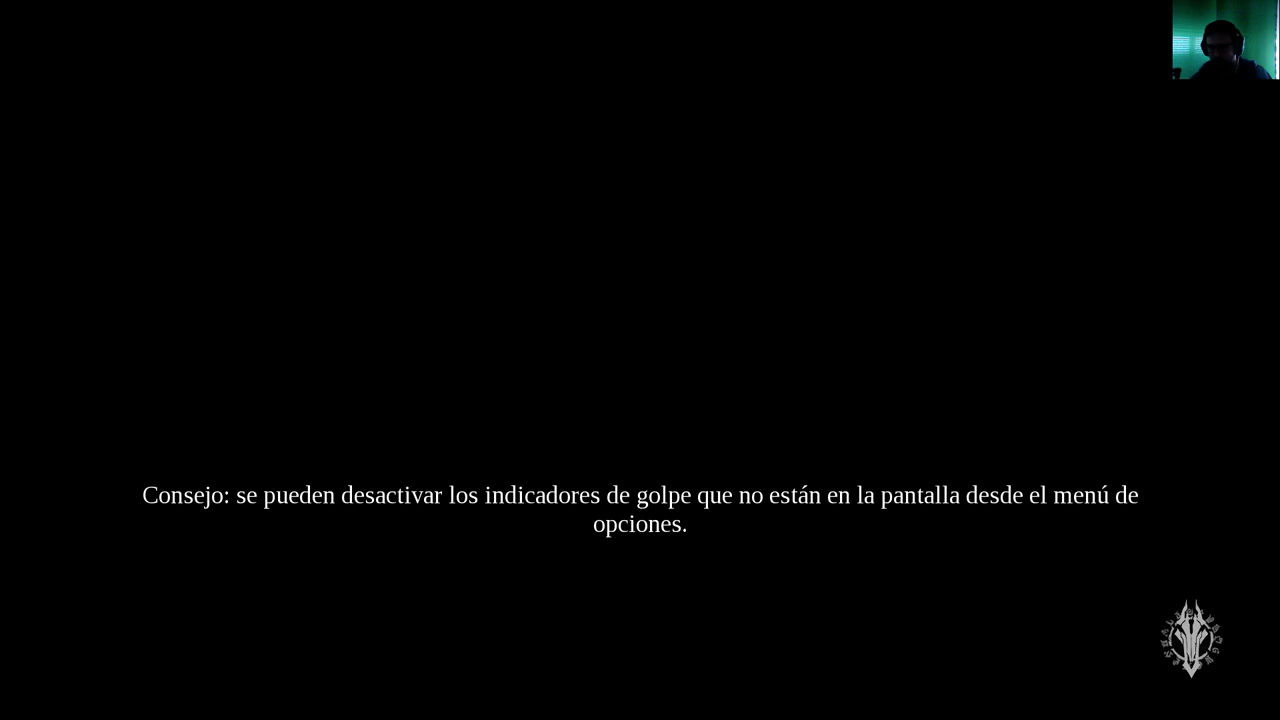 Consejo: se pueden desactivar los indicadores de golpe que no están en la pantalla desde el menú de
opciones.